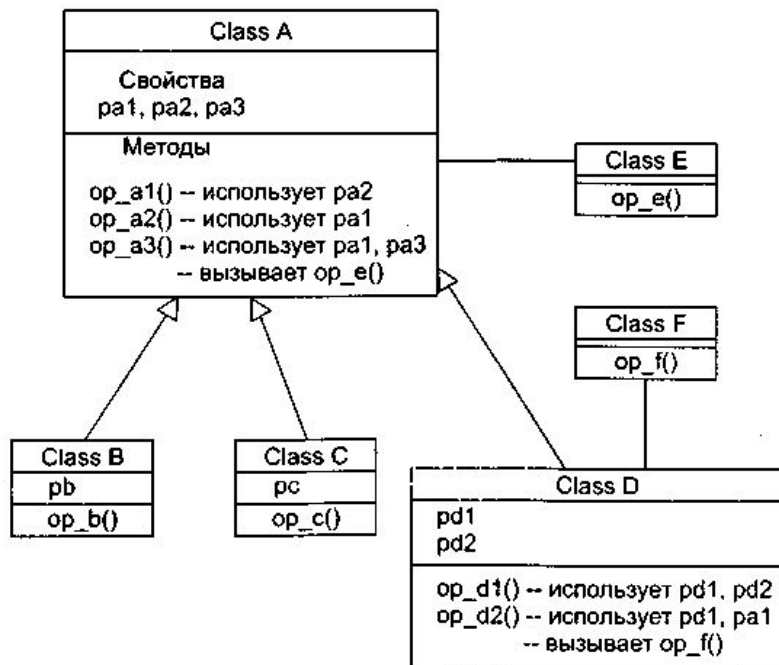 Class A
Свойства
pa1, pa2, pa3
Методы
op_a1() -- использует pa2
op_a2() -- использует pa1
op_a3() -- использует pa1, pa3
-- вызывает op_e()
Class E
op_e()
Class F
op_f()
Class B
pb
op_b()
Class C
pc
op_c()
Class D
pd1
pd2
op_d1() -- использует pd1, pd2
op_d2() -- использует pd1, pa1
-- вызывает op_f()